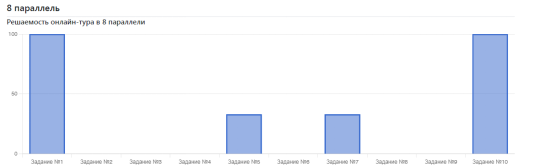 8 параллель
Решаемость онлайн-тура в 8 параллели
100
50
0
Задание №1 Задание №2 Задание №3 Задание №4 Задание №5 Задание №6 Задание №7 Задание №8 Задание №9 Задание №10